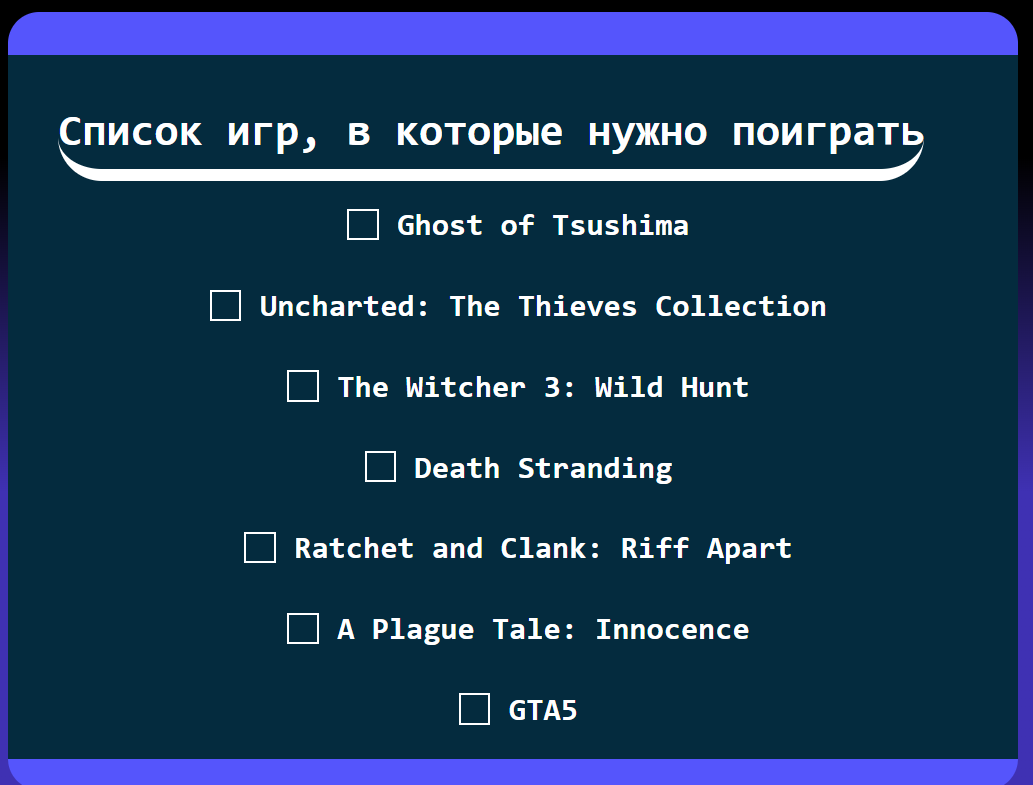 Список игр, в которые нужно поиграть
Ghost of Tsushima
Uncharted: The Thieves Collection
The Witcher 3: Wild Hunt
Death Stranding
Ratchet and Clank: Riff Apart
A Plague Tale: Innocence
GTA5